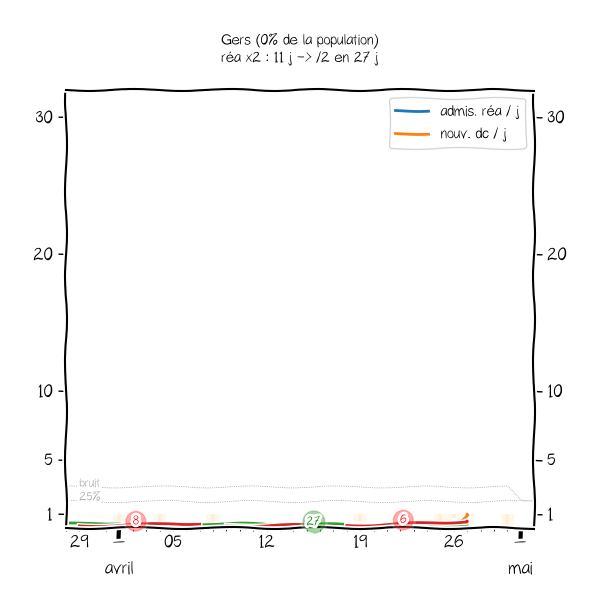 Gers (0% de la population)
réa x2 : 11 j -> /2 en 27 j
admis. réa / j
nouv. dc / j
30
30
20
20
10
10
5
5
bruit
25%
1
1
8
27
6
29
05
12
19
26
avril
mai